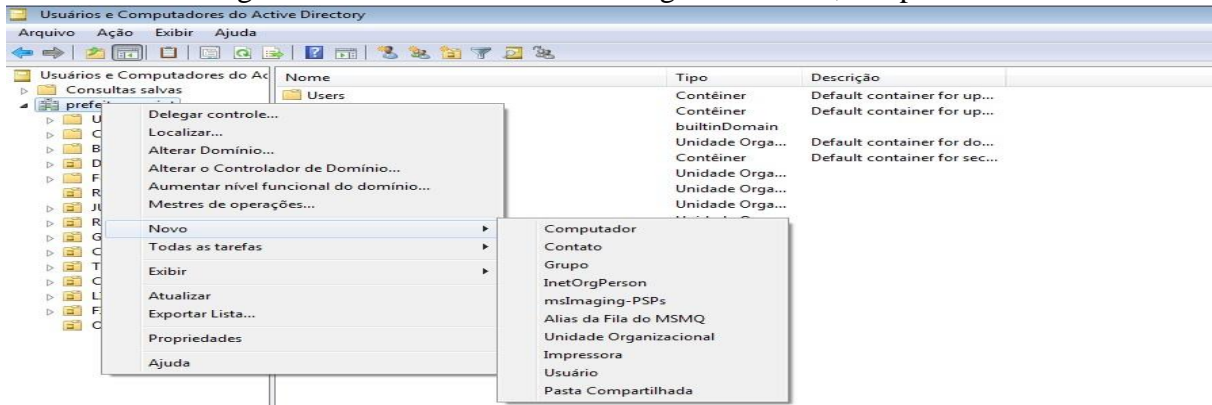 Usuários e Computadores do Active Directory
Arquivo Ação Exibir Ajuda
Usuários e Computadores do Ac
Consultas salvas
prefe
U
C
B
D
F
R
JU
R
G
C
T
C
L
F
C
Nome Tipo Descrição
Users Contêiner Default container for up...
Contêiner Default container for up...
builtinDomain
Unidade Orga... Default container for do...
Contêiner Default container for sec...
Unidade Orga...
Unidade Orga...
Unidade Orga...
Delegar controle...
Localizar...
Alterar Domínio...
Alterar o Controlador de Domínio...
Aumentar nível funcional do domínio...
Mestres de operações...
Novo
Todas as tarefas
Exibir
Atualizar
Exportar Lista...
Propriedades
Ajuda
Computador
Contato
Grupo
InetOrgPerson
msImaging-PSPs
Alias da Fila do MSMQ
Unidade Organizacional
Impressora
Usuário
Pasta Compartilhada